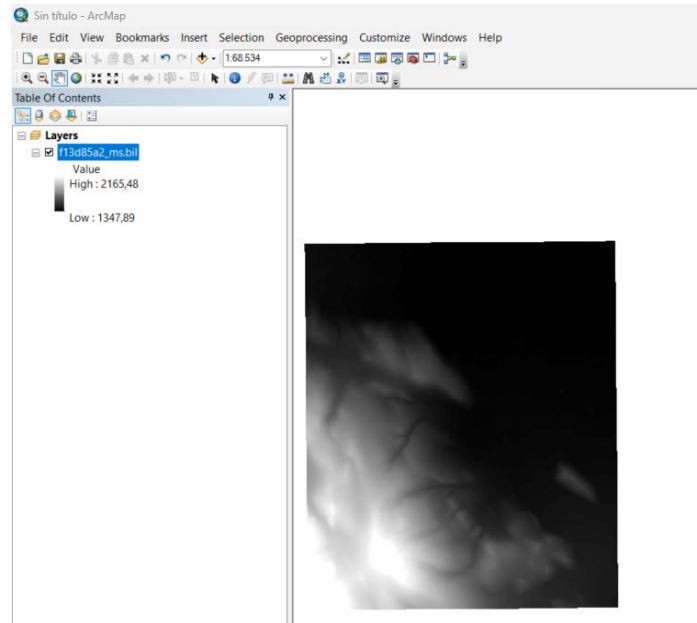 Sin título - ArcMap
File Edit View Bookmarks Insert Selection Geoprocessing Customize Windows Help
1:68.534
Table Of Contents
Layers
f13d85a2_ms.bil
Value
High : 2165,48
Low : 1347,89